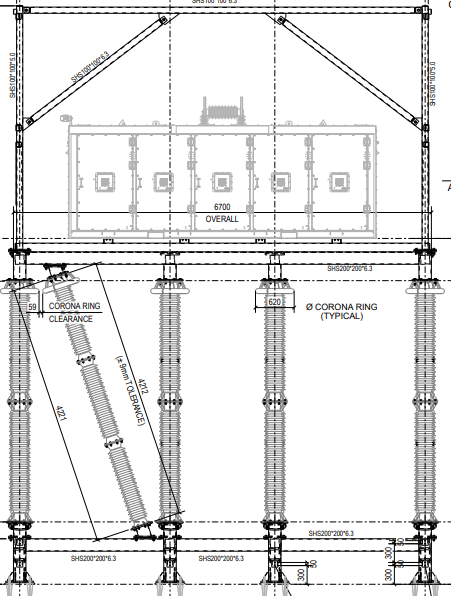 SHS100*100*6.3
SHS100*100*5.0
SHS100*100*6.3
SHS100*100*5.0
6700
OVERALL
SHS200*200*6.3
59
CORONA RING
CLEARANCE
620
Ø CORONA RING
(TYPICAL)
4212
(± 9mm TOLERANCE)
4221
SHS200*200*6.3
SHS200*200*6.3
SHS200*200*6.3
50
300
50
300
50
300